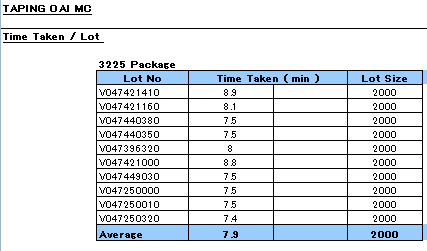 TAPING OAI MC
Time Taken / Lot
3225 Package
Lot No Time Taken ( min ) Lot Size
V047421410 8.9 2000
V047421160 8.1 2000
V047440380 7.5 2000
V047440350 7.5 2000
V047396320 8 2000
V047421000 8.8 2000
V047449030 7.5 2000
V047250000 7.5 2000
V047250010 7.5 2000
V047250320 7.4 2000
Average 7.9 2000